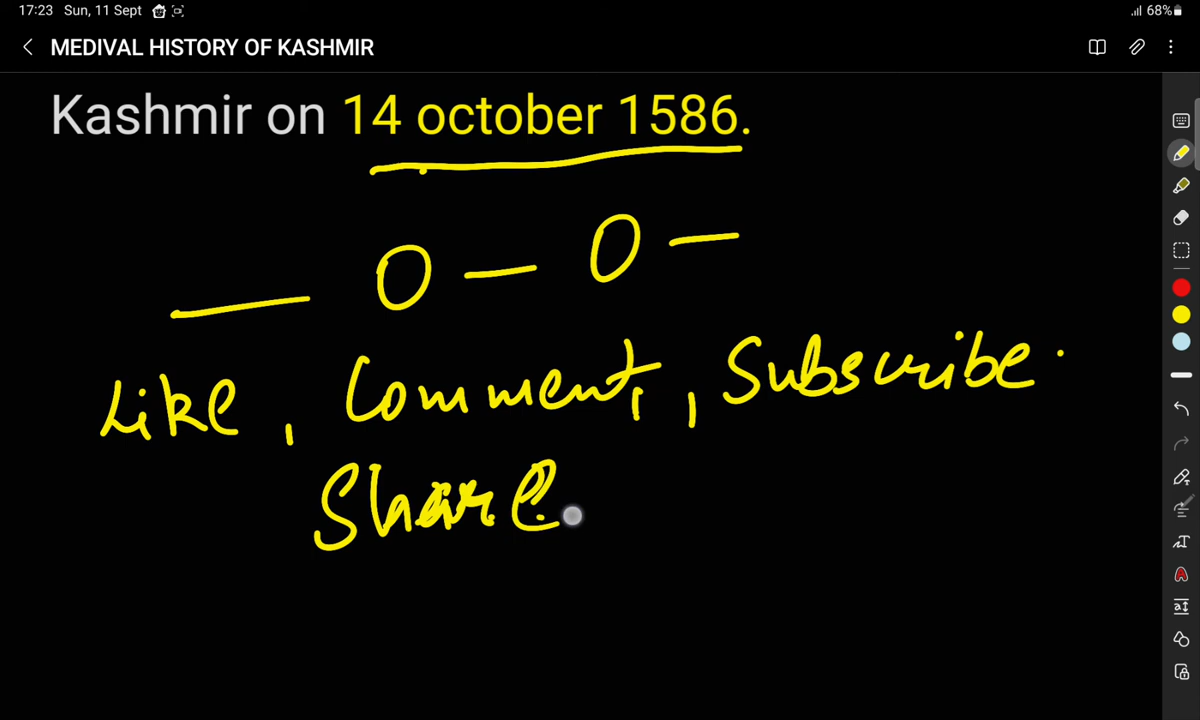 17:23 Sun, 11 Sept 68%
MEDIVAL HISTORY OF KASHMIR
Kashmir on 14 october 1586.
— O — O —
Like, Comment, Subscribe.
Share